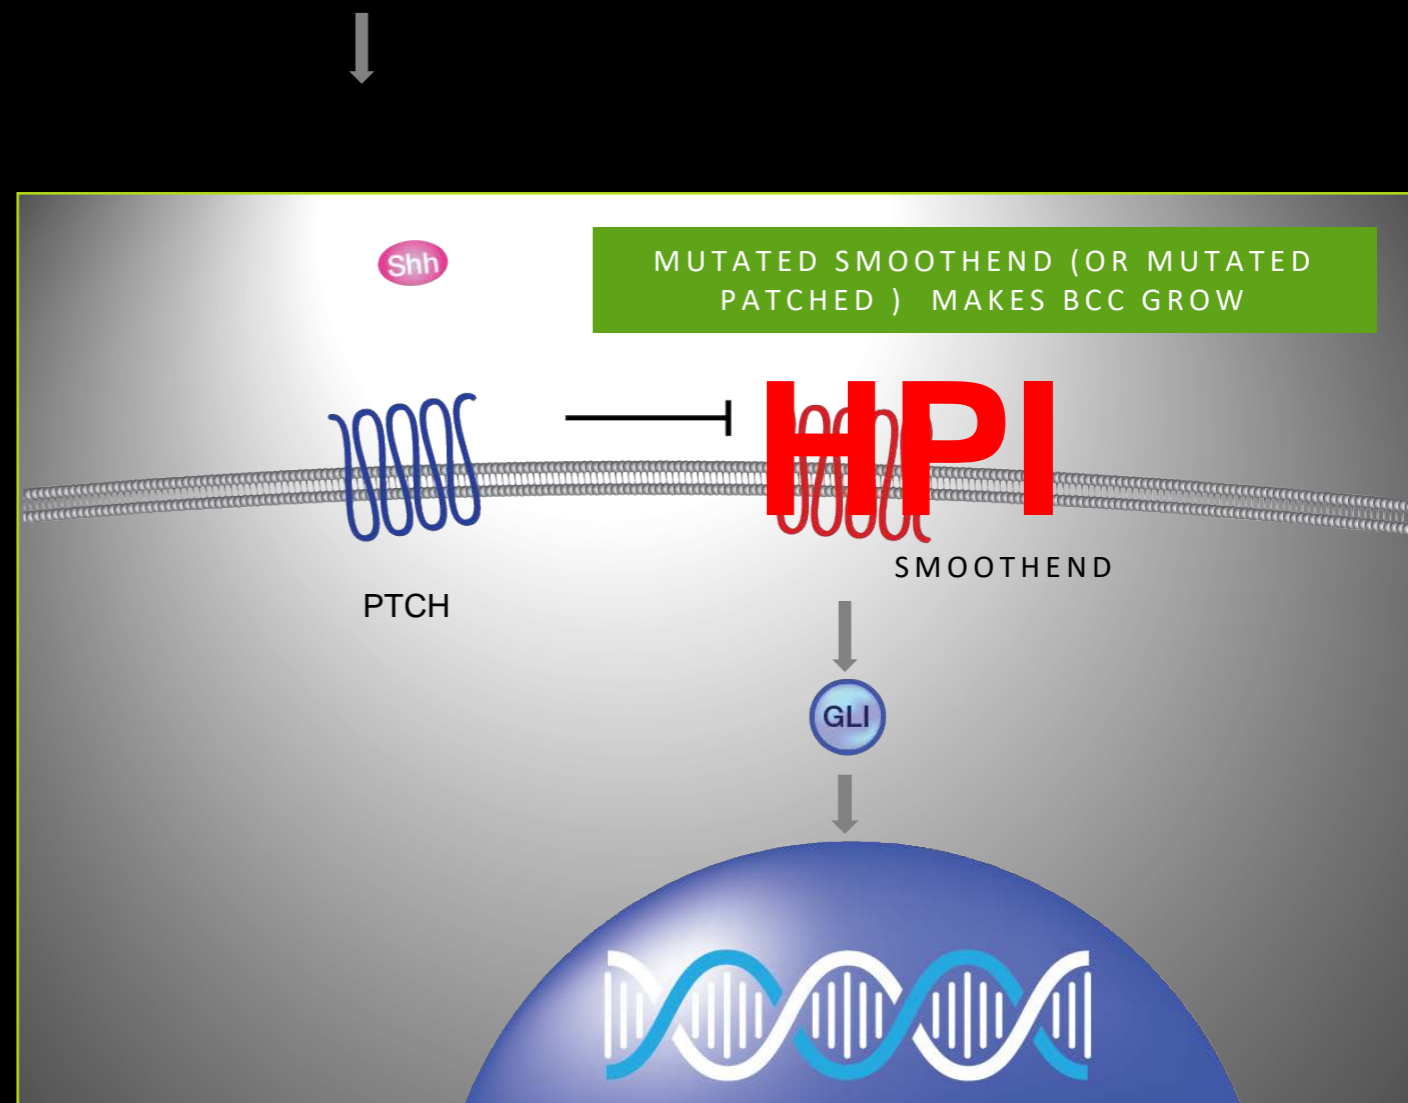 Shh
MUTATED SMOOTHEND (OR MUTATED
PATCHED ) MAKES BCC GROW
HPI
SMOOTHEND
PTCH
GLI